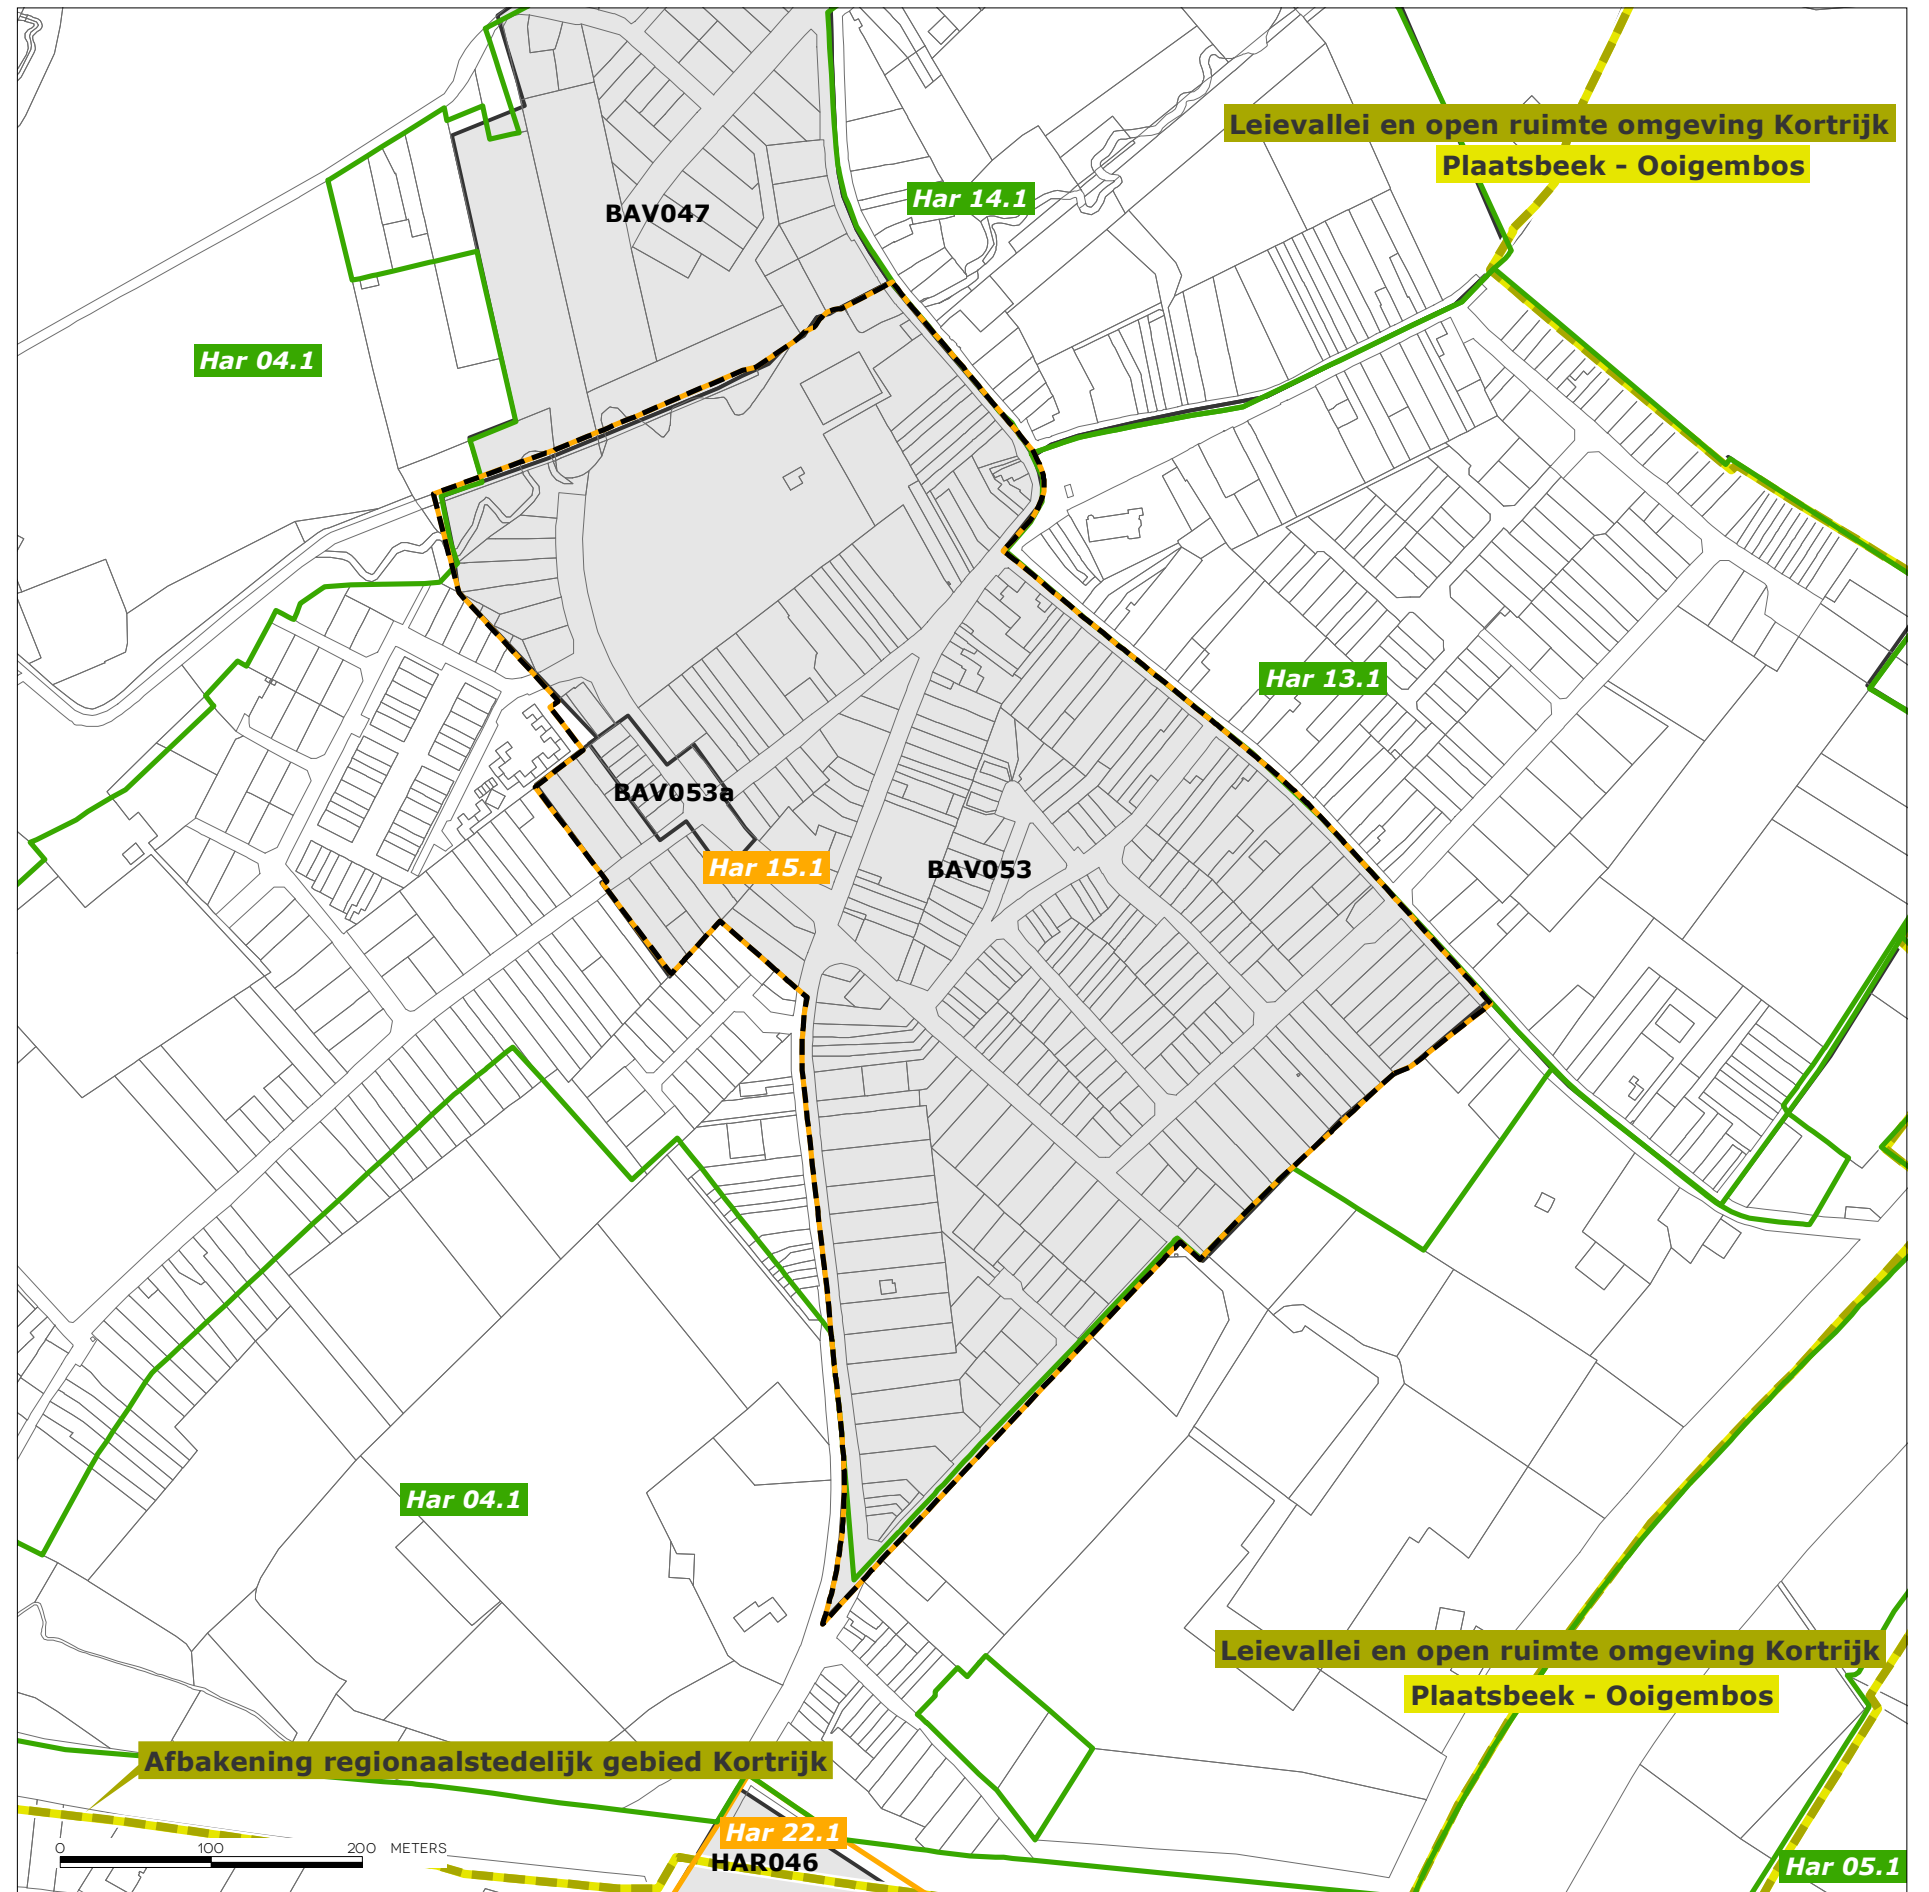 Leievallei en open ruimte omgeving Kortrijk
Plaatsbeek - Ooigembos
Har 14.1
BAV047
Har 04.1
Har 13.1
BAV053a
Har 15.1
BAV053
Har 04.1
Leievallei en open ruimte omgeving Kortrijk
Plaatsbeek - Ooigembos
Afbakening regionaalstedelijk gebied Kortrijk
Har 22.1
0 100 200 METERS
HAR046
Har 05.1